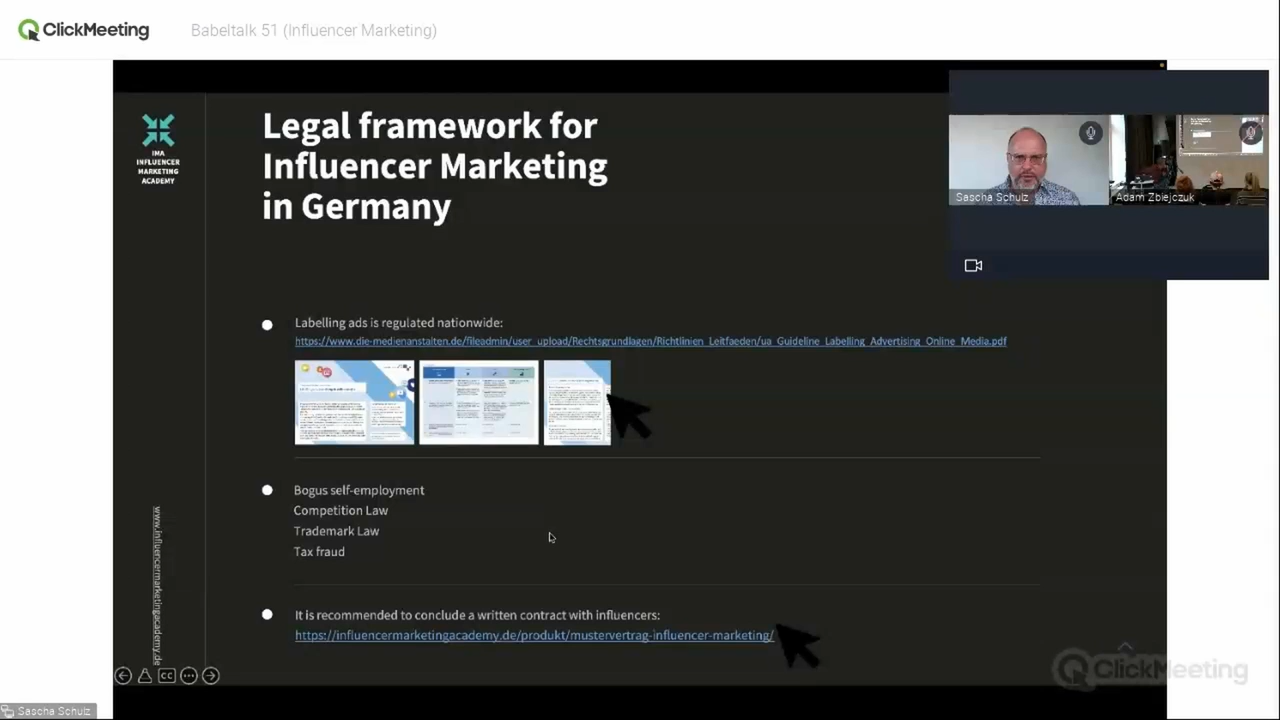 ClickMeeting
Babeltalk 51 (Influencer Marketing)
IMA
INFLUENCER
MARKETING
ACADEMY
Legal framework for
Influencer Marketing
in Germany
Sascha Schulz
Adam Zbiejczuk
Labelling ads is regulated nationwide:
https://www.die-medienanstalten.de/fileadmin/user_upload/Rechtsgrundlagen/Richtlinien_Leitfaeden/ua_Guideline_Labelling_Advertising_Online_Media.pdf
Bogus self-employment
Competition Law
Trademark Law
Tax fraud
It is recommended to conclude a written contract with influencers:
https://influencermarketingacademy.de/produkt/mustervertrag-influencer-marketing/
www.influencermarketingacademy.de
CC
ClickMeeting
Sascha Schulz